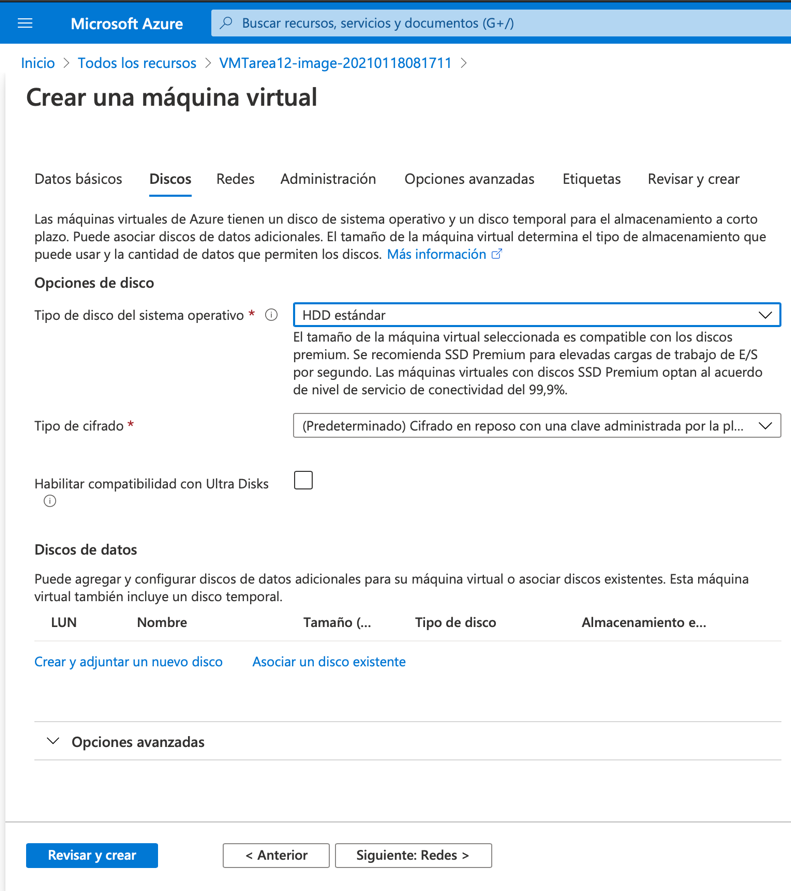 Microsoft Azure
Buscar recursos, servicios y documentos (G+/)
Inicio > Todos los recursos > VMTarea12-image-20210118081711 >
Crear una máquina virtual
Datos básicos Discos Redes Administración Opciones avanzadas Etiquetas Revisar y crear
Las máquinas virtuales de Azure tienen un disco de sistema operativo y un disco temporal para el almacenamiento a corto
plazo. Puede asociar discos de datos adicionales. El tamaño de la máquina virtual determina el tipo de almacenamiento que
puede usar y la cantidad de datos que permiten los discos. Más información
Opciones de disco
Tipo de disco del sistema operativo * HDD estándar
El tamaño de la máquina virtual seleccionada es compatible con los discos
premium. Se recomienda SSD Premium para elevadas cargas de trabajo de E/S
por segundo. Las máquinas virtuales con discos SSD Premium optan al acuerdo
de nivel de servicio de conectividad del 99,9%.
Tipo de cifrado * (Predeterminado) Cifrado en reposo con una clave administrada por la pl...
Habilitar compatibilidad con Ultra Disks
Discos de datos
Puede agregar y configurar discos de datos adicionales para su máquina virtual o asociar discos existentes. Esta máquina
virtual también incluye un disco temporal.
LUN Nombre Tamaño (... Tipo de disco Almacenamiento e...
Crear y adjuntar un nuevo disco Asociar un disco existente
Opciones avanzadas
Revisar y crear < Anterior Siguiente: Redes >